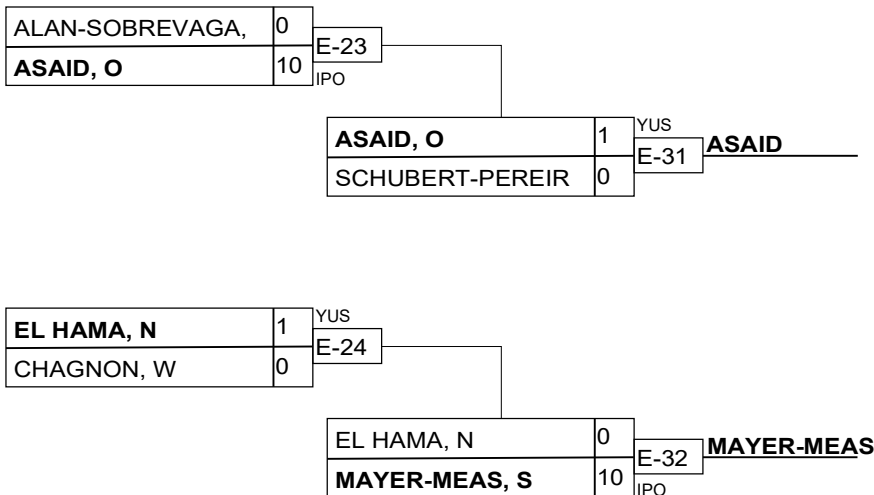 ALAN-SOBREVAGA, 0
E-23
ASAID, O 10
IPO
ASAID, O 1
YUS
E-31
ASAID
SCHUBERT-PEREIR 0
EL HAMA, N 1
YUS
E-24
CHAGNON, W 0
EL HAMA, N 0
E-32
MAYER-MEAS
MAYER-MEAS, S 10
IPO